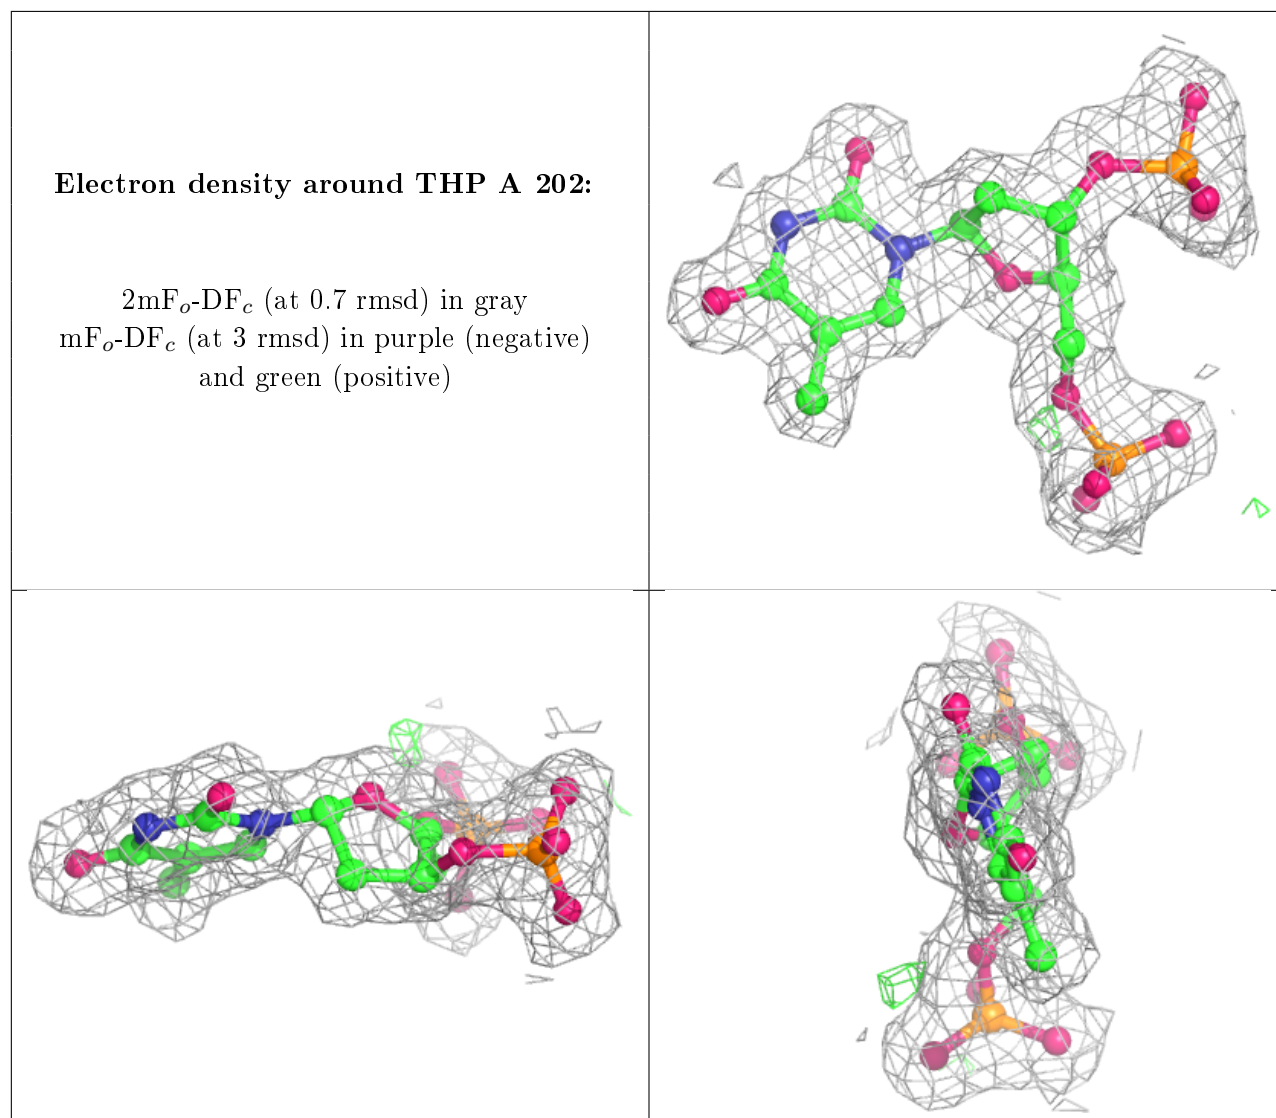 Electron density around THP A 202:
2mFₒ-DF𝒸 (at 0.7 rmsd) in gray
mFₒ-DF𝒸 (at 3 rmsd) in purple (negative)
and green (positive)